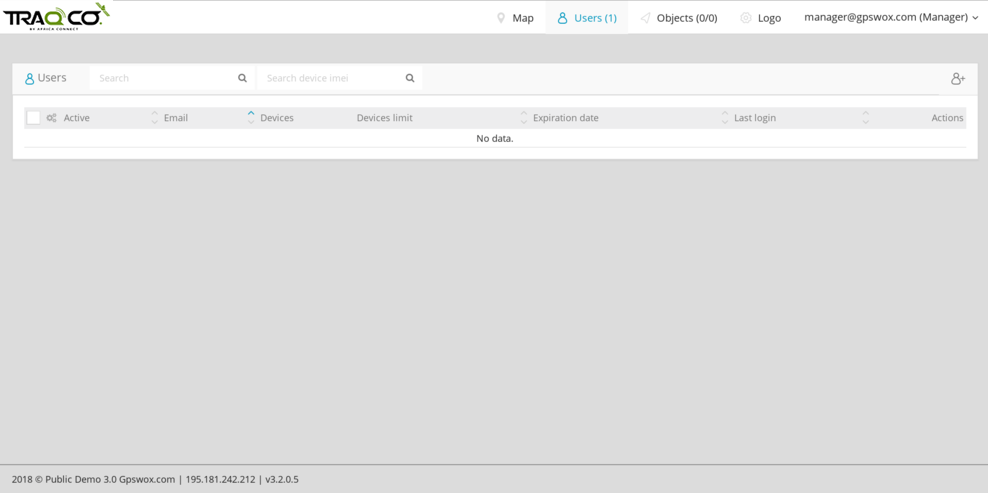 TRAQCO.
BY AFRICA CONNECT
Map Users (1) Objects (0/0) Logo manager@gpswox.com (Manager)
Users Search Search device imei
Active Email Devices Devices limit Expiration date Last login Actions
No data.
2018 © Public Demo 3.0 Gpswox.com | 195.181.242.212 | v3.2.0.5